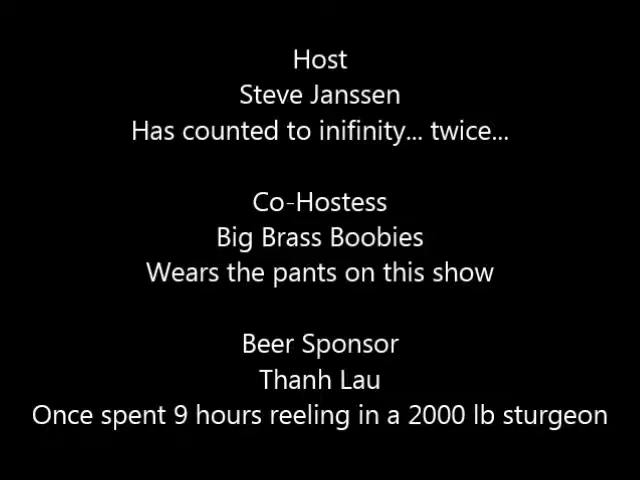 Host
Steve Janssen
Has counted to inifinity... twice...
Co-Hostess
Big Brass Boobies
Wears the pants on this show
Beer Sponsor
Thanh Lau
Once spent 9 hours reeling in a 2000 lb sturgeon